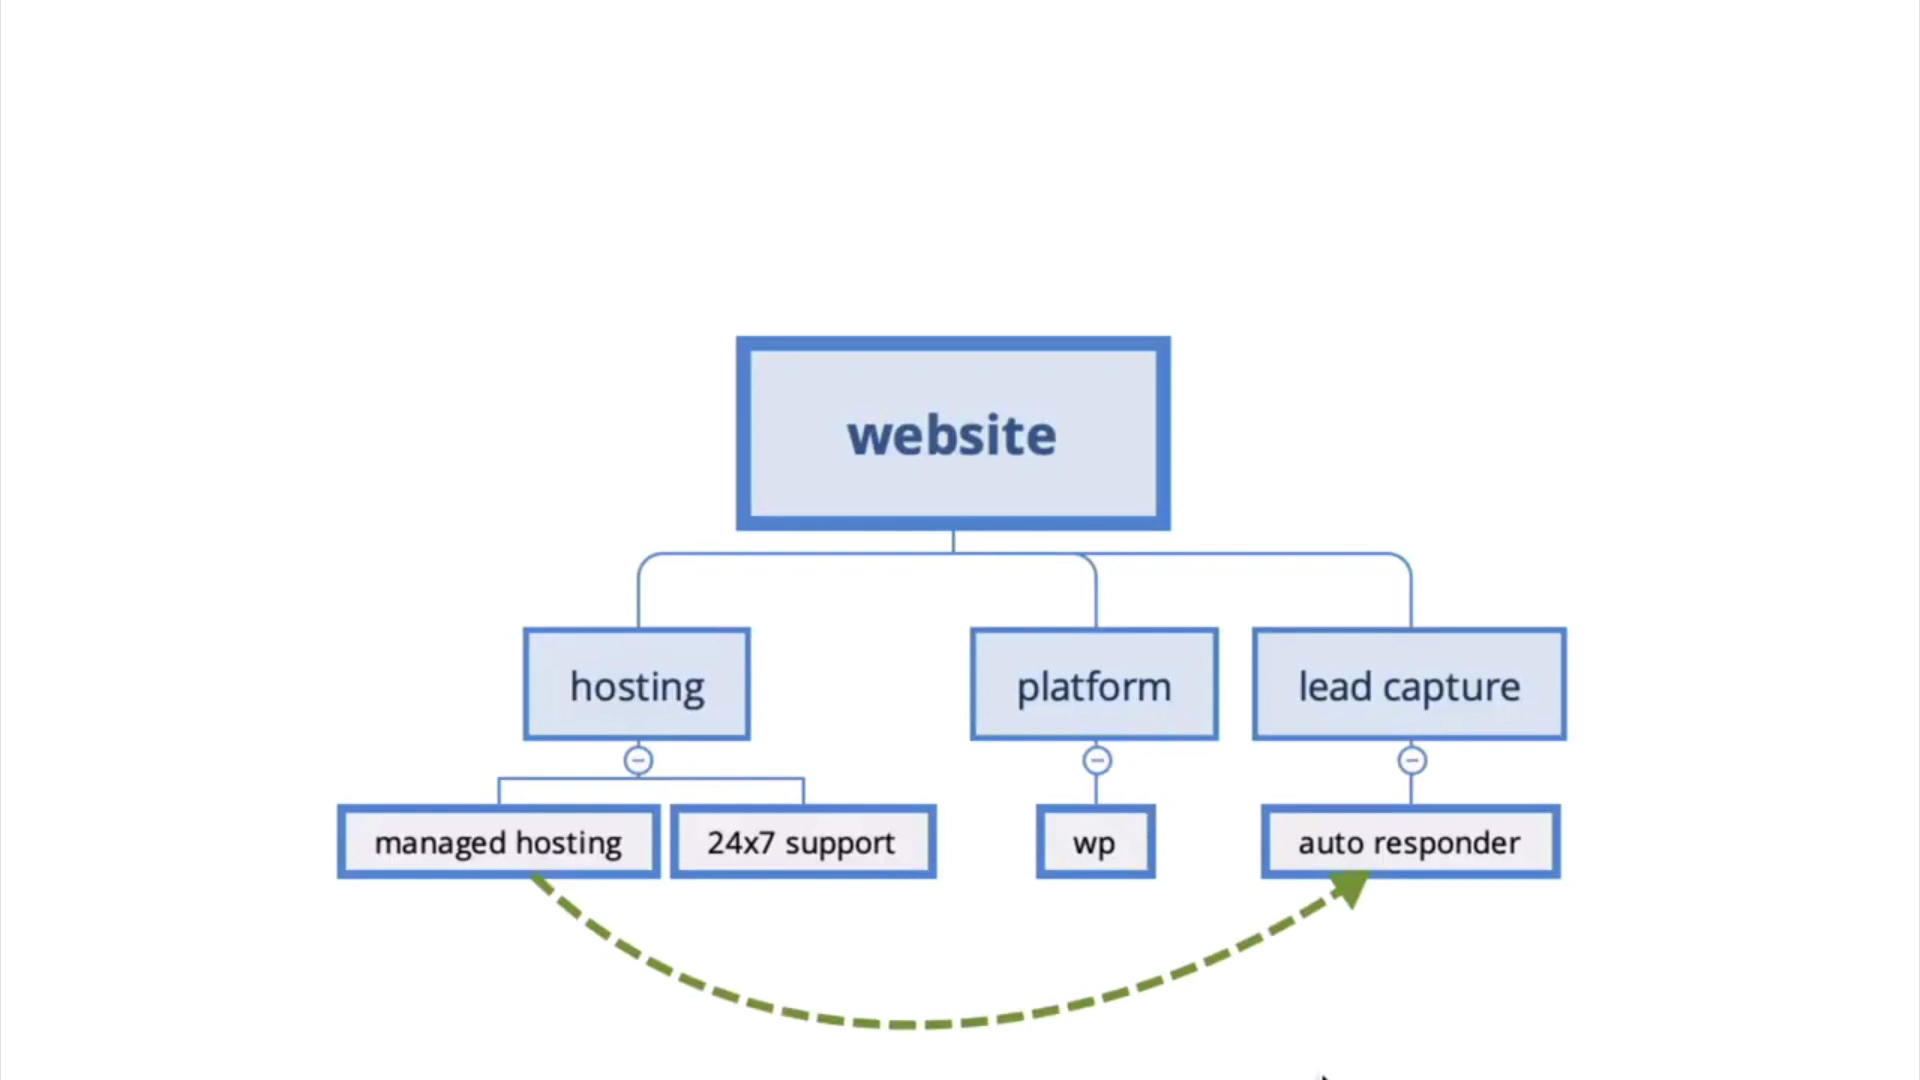 website
hosting
platform
lead capture
managed hosting
24x7 support
wp
auto responder